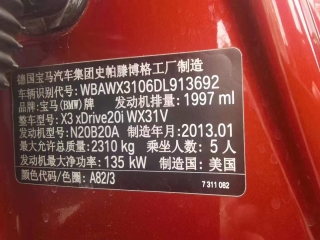 德国宝马汽车集团史帕滕博格工厂制造
车辆识别代号: WBAWX3106DL913692
品牌: 宝马(BMW)牌 发动机排量: 1997 ml
整车型号: X3 xDrive20i WX31V
发动机型号: N20B20A 制造年月: 2013.01
最大允许总质量: 2310 kg 乘坐人数: 5 人
发动机最大净功率: 135 kW 制造国: 美国
颜色代码/色圈: A82/3
7 311 082